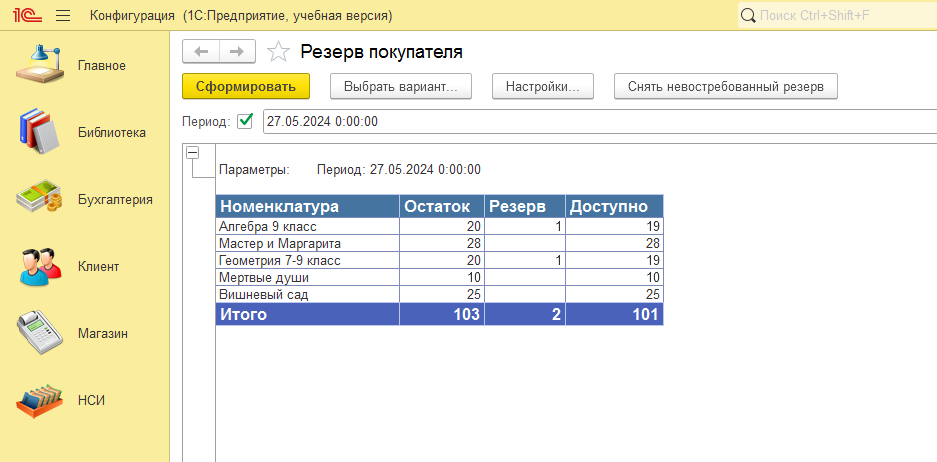 1С Конфигурация (1С:Предприятие, учебная версия) Поиск Ctrl+Shift+F
Главное
Библиотека
Бухгалтерия
Клиент
Магазин
НСИ
Резерв покупателя
Сформировать Выбрать вариант... Настройки... Снять невостребованный резерв
Период: 27.05.2024 0:00:00
Параметры: Период: 27.05.2024 0:00:00
Номенклатура Остаток Резерв Доступно
Алгебра 9 класс 20 1 19
Мастер и Маргарита 28 28
Геометрия 7-9 класс 20 1 19
Мертвые души 10 10
Вишневый сад 25 25
Итого 103 2 101